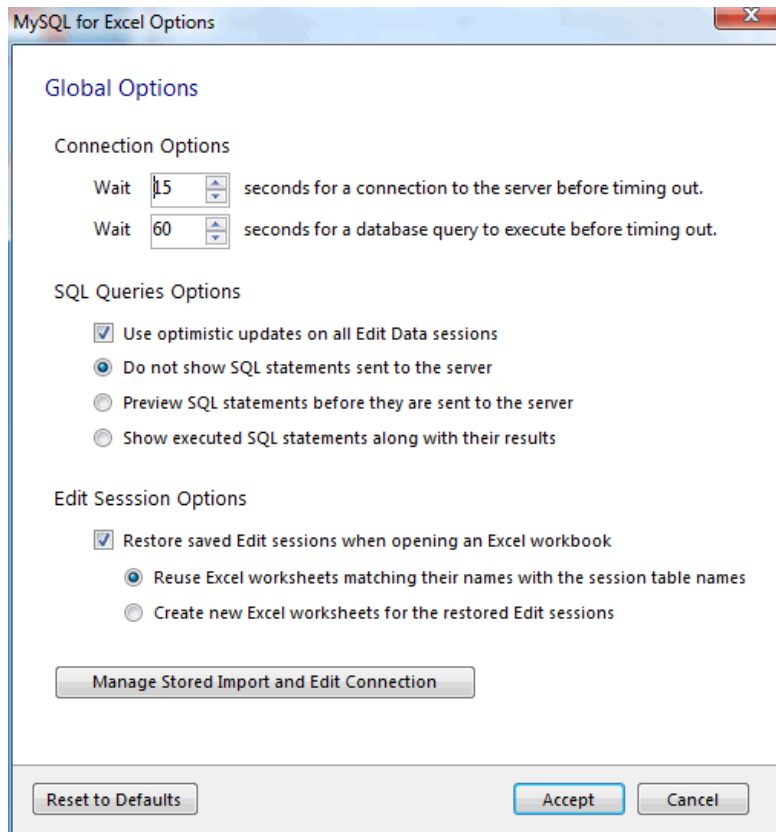 MySQL for Excel Options
Global Options
Connection Options
Wait 15 seconds for a connection to the server before timing out.
Wait 60 seconds for a database query to execute before timing out.
SQL Queries Options
Use optimistic updates on all Edit Data sessions
Do not show SQL statements sent to the server
Preview SQL statements before they are sent to the server
Show executed SQL statements along with their results
Edit Sesssion Options
Restore saved Edit sessions when opening an Excel workbook
Reuse Excel worksheets matching their names with the session table names
Create new Excel worksheets for the restored Edit sessions
Manage Stored Import and Edit Connection
Reset to Defaults Accept Cancel